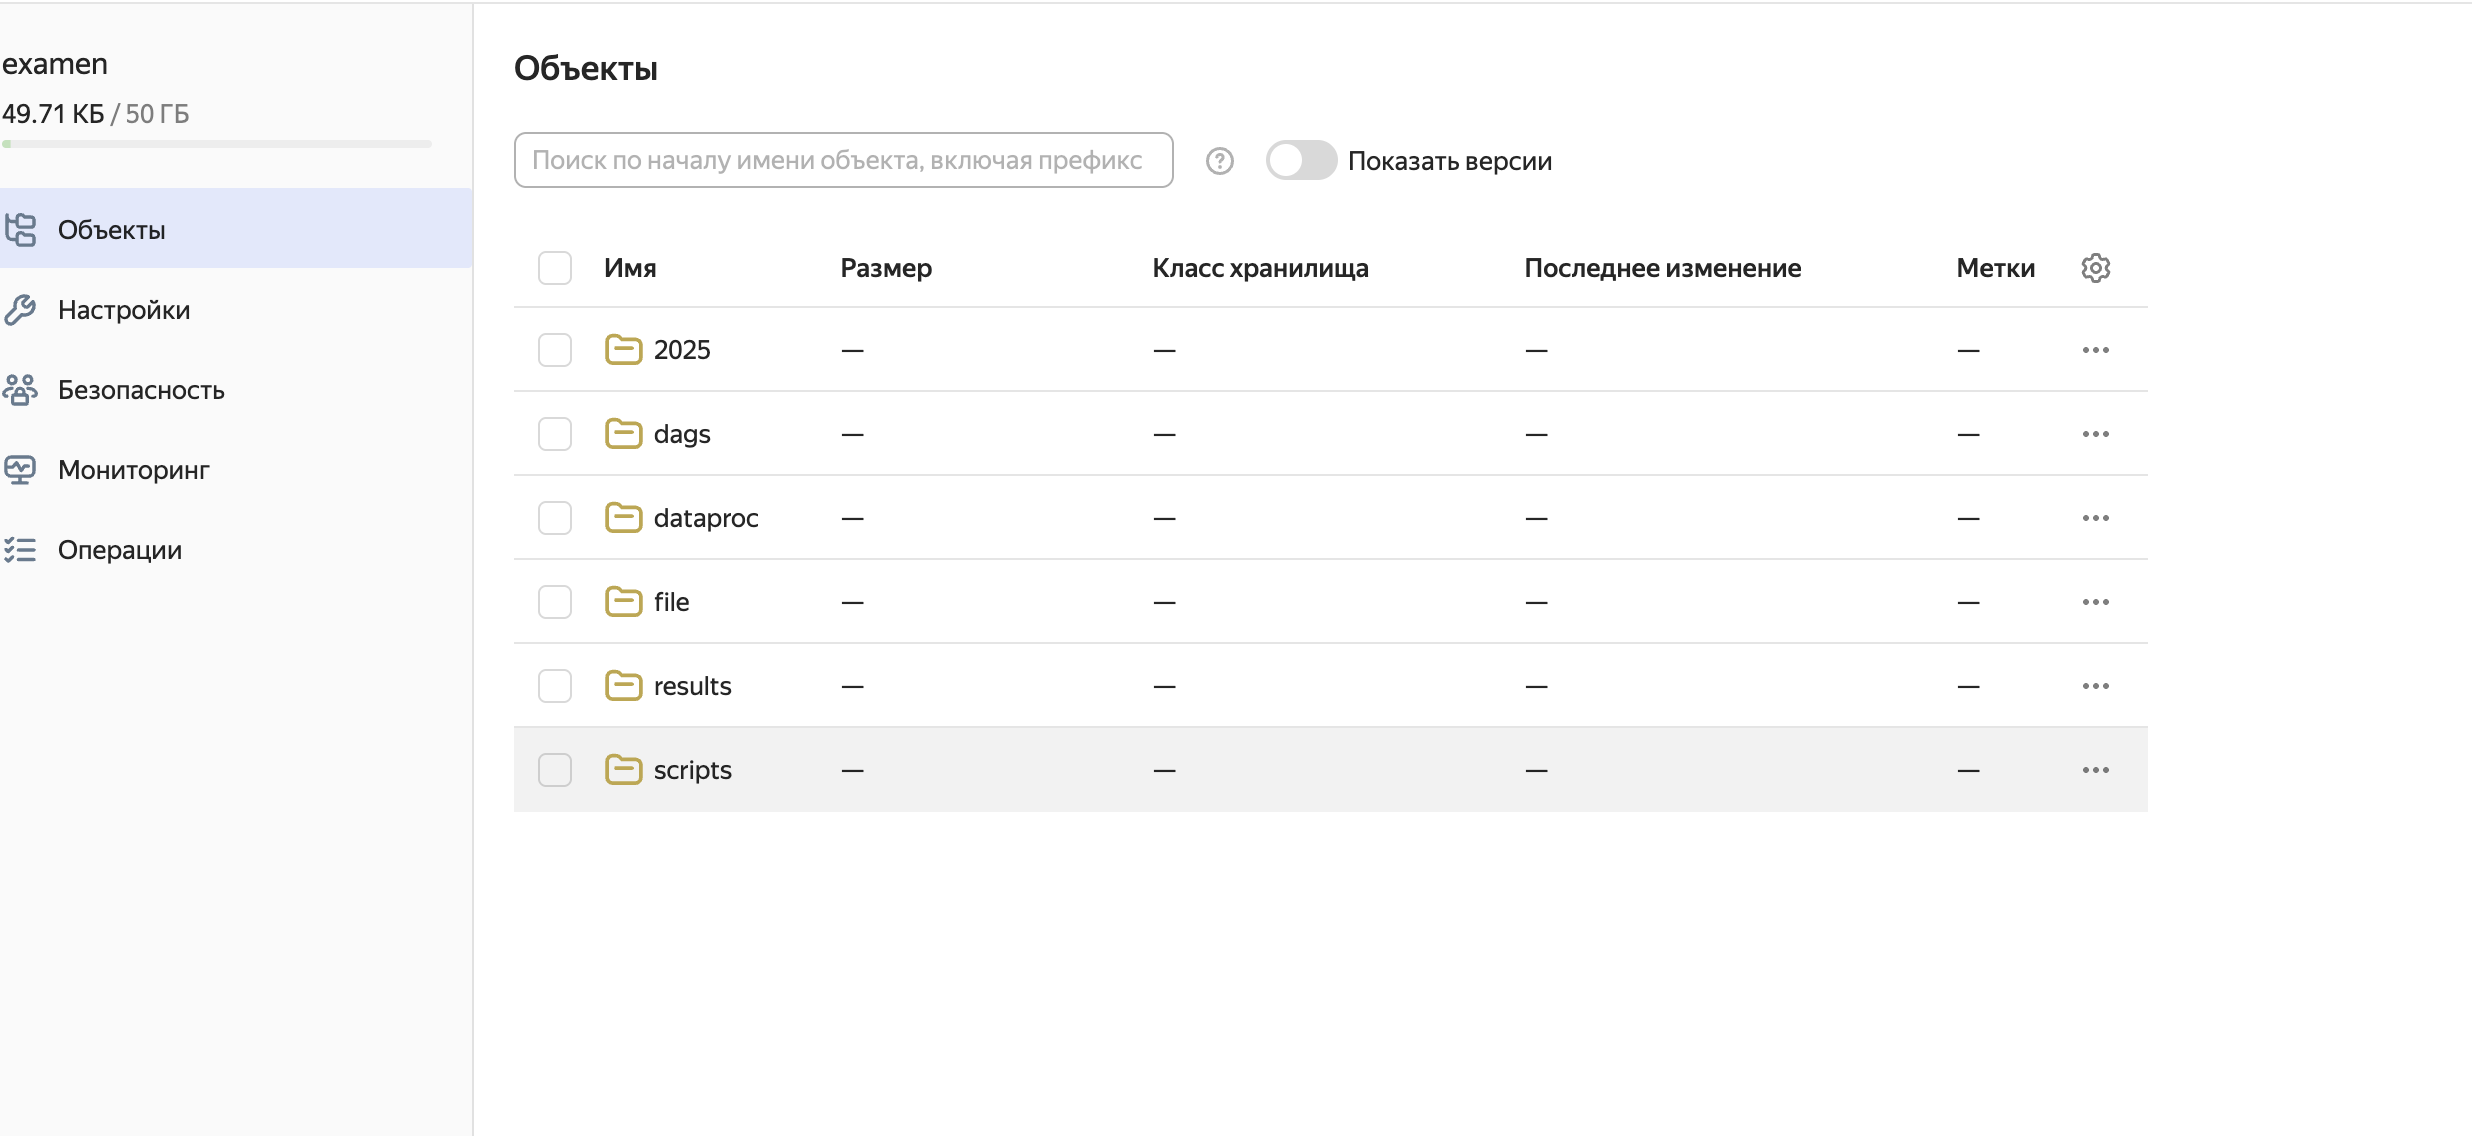 examen
49.71 КБ / 50 ГБ
Объекты
Настройки
Безопасность
Мониторинг
Операции
Объекты
Поиск по началу имени объекта, включая префикс
Показать версии
Имя Размер Класс хранилища Последнее изменение Метки
2025 — — — —
dags — — — —
dataproc — — — —
file — — — —
results — — — —
scripts — — — —